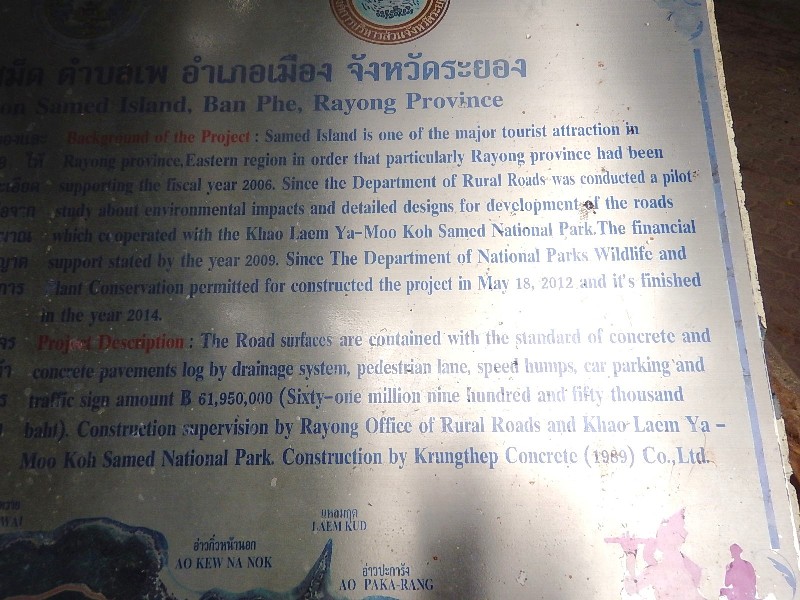 ตำบลเพ อำเภอเมือง จังหวัดระยอง
on Samed Island, Ban Phe, Rayong Province
Background of the Project : Samed Island is one of the major tourist attraction in
ให้ Rayong province,Eastern region in order that particularly Rayong province had been
supporting the fiscal year 2006. Since the Department of Rural Roads was conducted a pilot
study about environmental impacts and detailed designs for development of the roads
which cooperated with the Khao Laem Ya-Moo Koh Samed National Park.The financial
support stated by the year 2009. Since The Department of National Parks Wildlife and
การ Plant Conservation permitted for constructed the project in May 18, 2012 and it's finished
in the year 2014.
Project Description : The Road surfaces are contained with the standard of concrete and
concrete pavements log by drainage system, pedestrian lane, speed humps, car parking and
traffic sign amount B 61,950,000 (Sixty-one million nine hundred and fifty thousand
baht). Construction supervision by Rayong Office of Rural Roads and Khao Laem Ya -
Moo Koh Samed National Park. Construction by Krungthep Concrete (1989) Co.,Ltd.
แหลมกุด
LAEM KUD
อ่าวกิ่วหน้านอก
AO KEW NA NOK
อ่าวปะการัง
AO PAKA-RANG